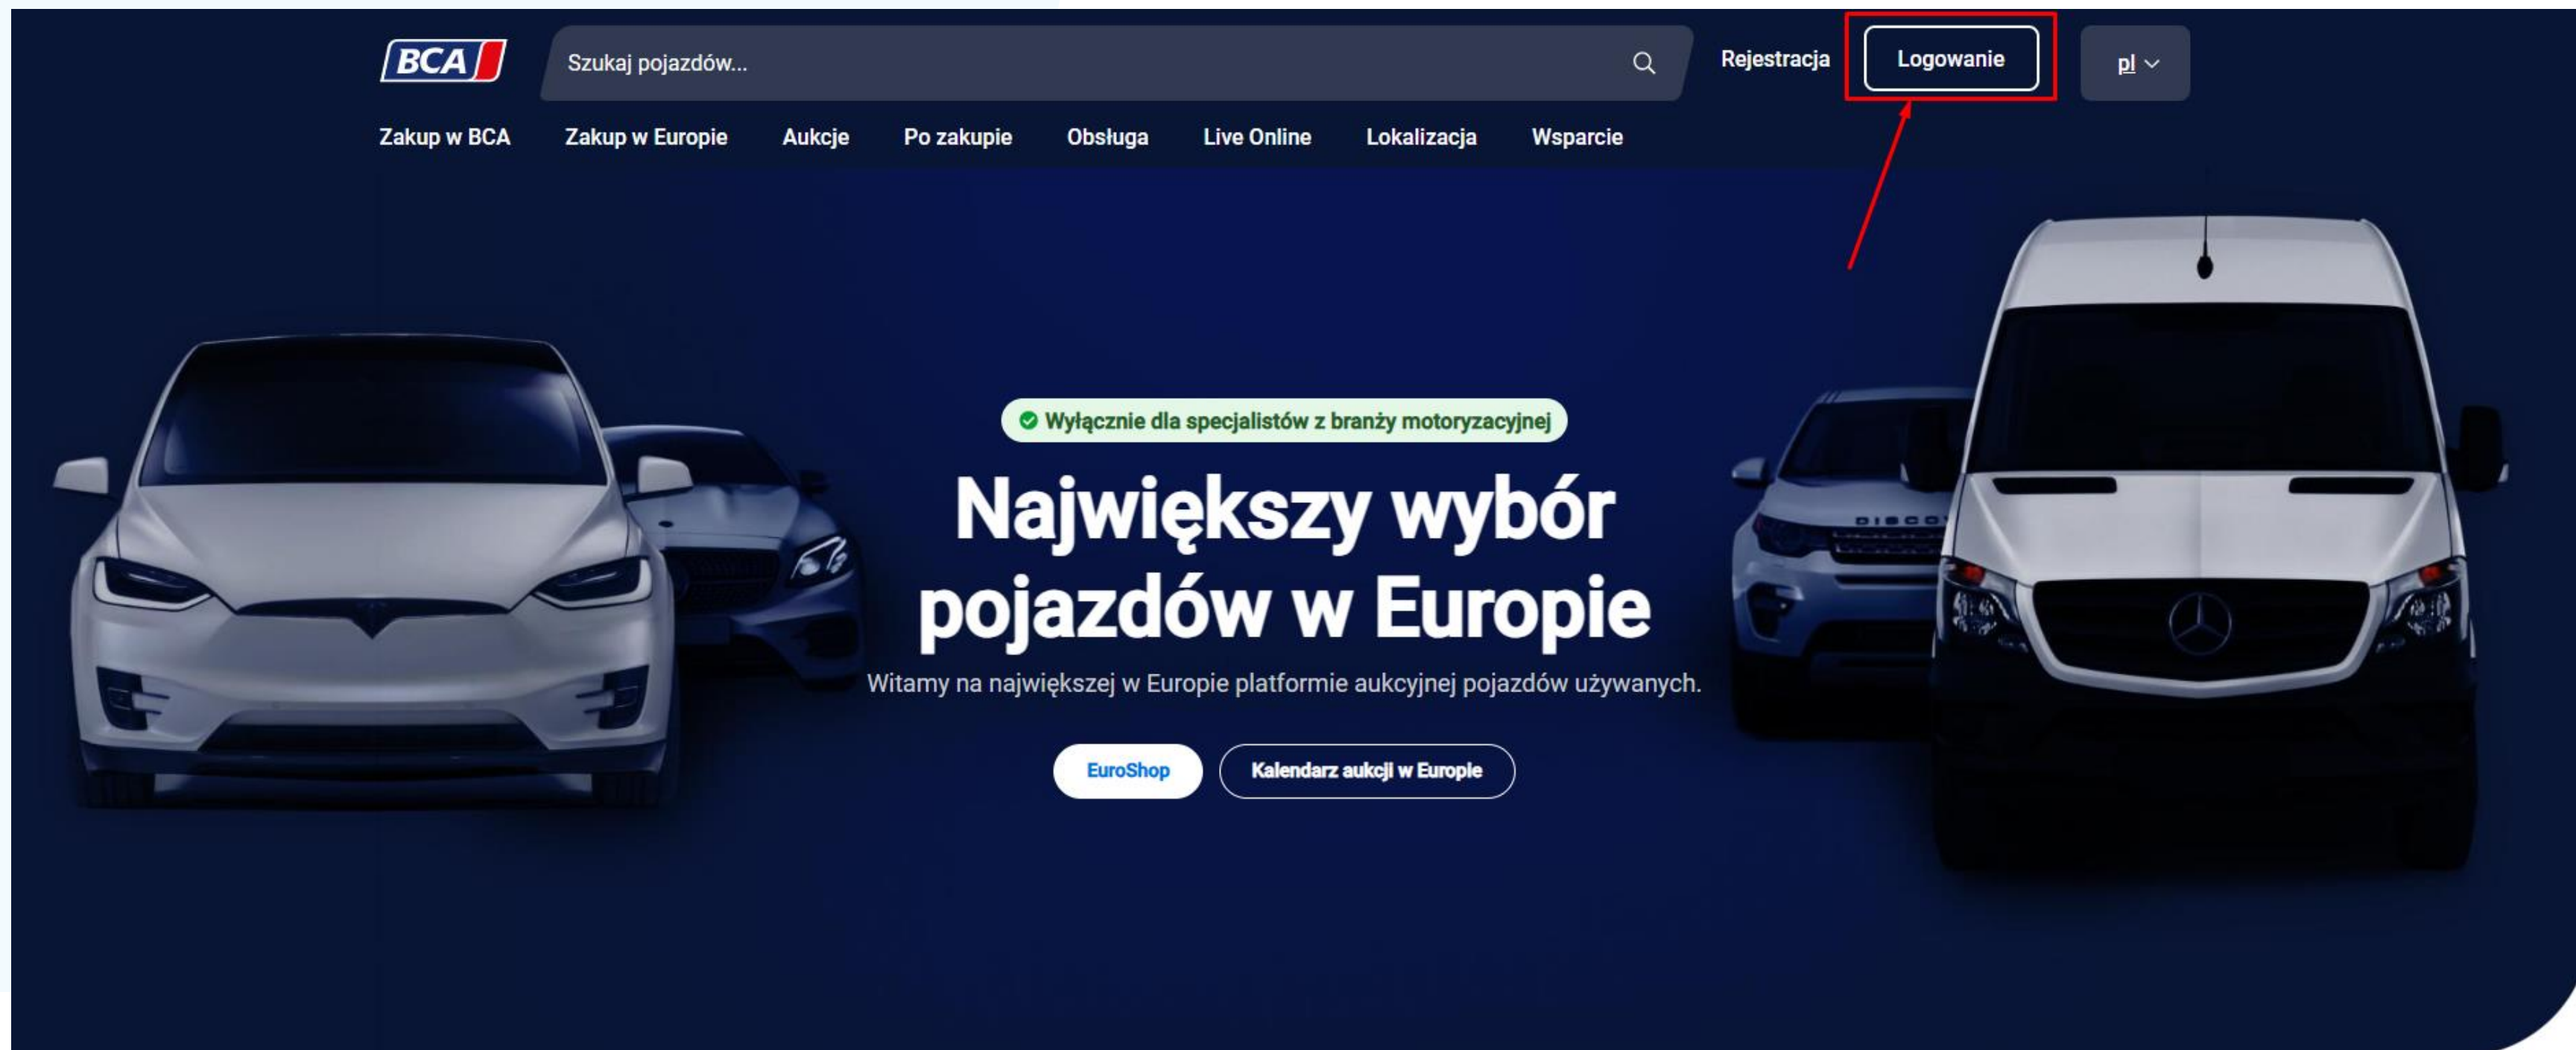 BCA
Szukaj pojazdów...
Rejestracja
Logowanie
pl
Zakup w BCA
Zakup w Europie
Aukcje
Po zakupie
Obsługa
Live Online
Lokalizacja
Wsparcie
Wyłącznie dla specjalistów z branży motoryzacyjnej
Największy wybór
pojazdów w Europie
Witamy na największej w Europie platformie aukcyjnej pojazdów używanych.
EuroShop
Kalendarz aukcji w Europie